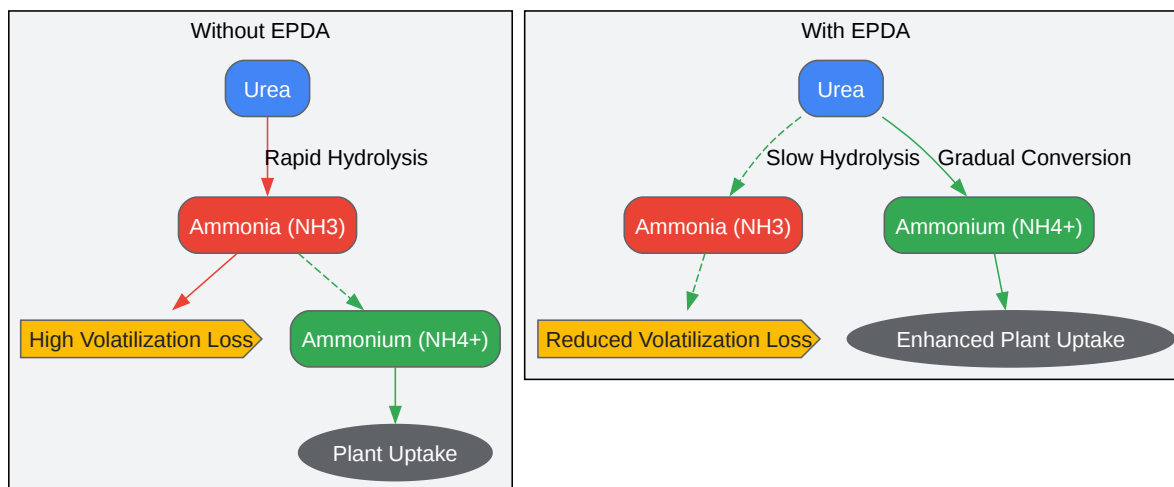 Without EPDA
Urea
Rapid Hydrolysis
Ammonia (NH3)
High Volatilization Loss
Ammonium (NH4+)
Plant Uptake
With EPDA
Urea
Slow Hydrolysis
Gradual Conversion
Ammonia (NH3)
Ammonium (NH4+)
Reduced Volatilization Loss
Enhanced Plant Uptake